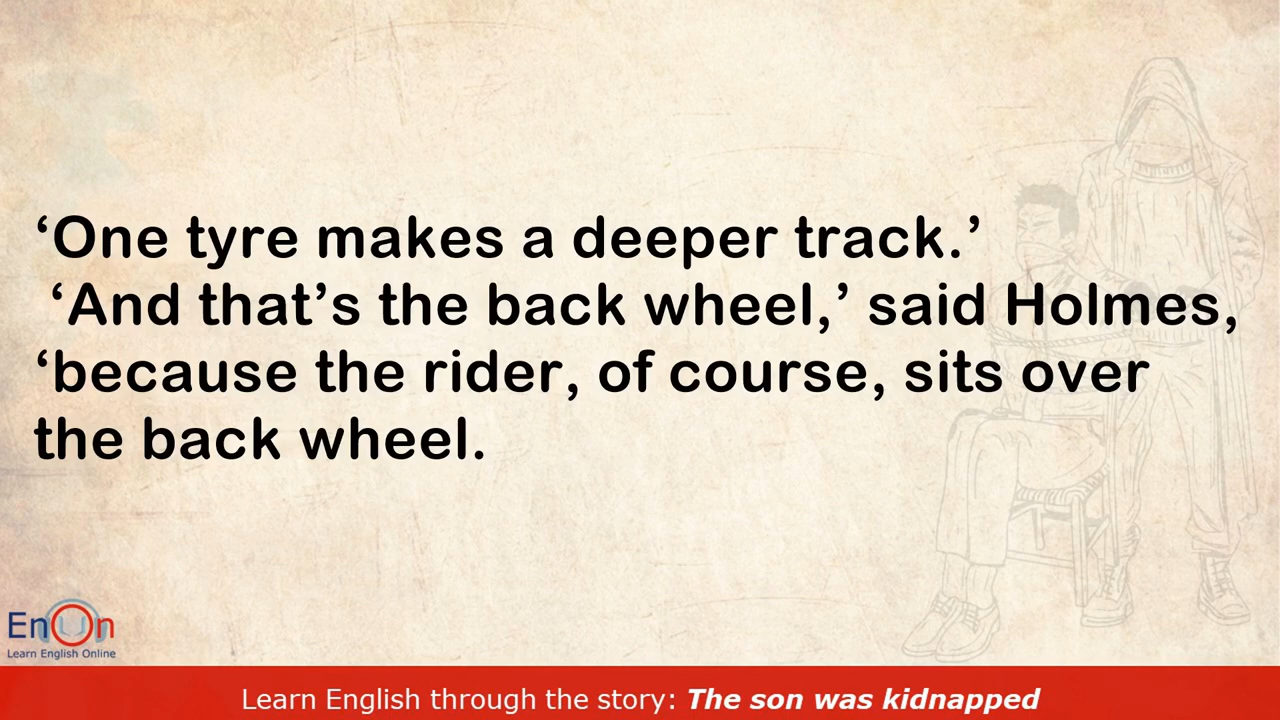 ‘One tyre makes a deeper track.’
‘And that’s the back wheel,’ said Holmes,
‘because the rider, of course, sits over
the back wheel.
EnOn
Learn English Online
Learn English through the story: The son was kidnapped